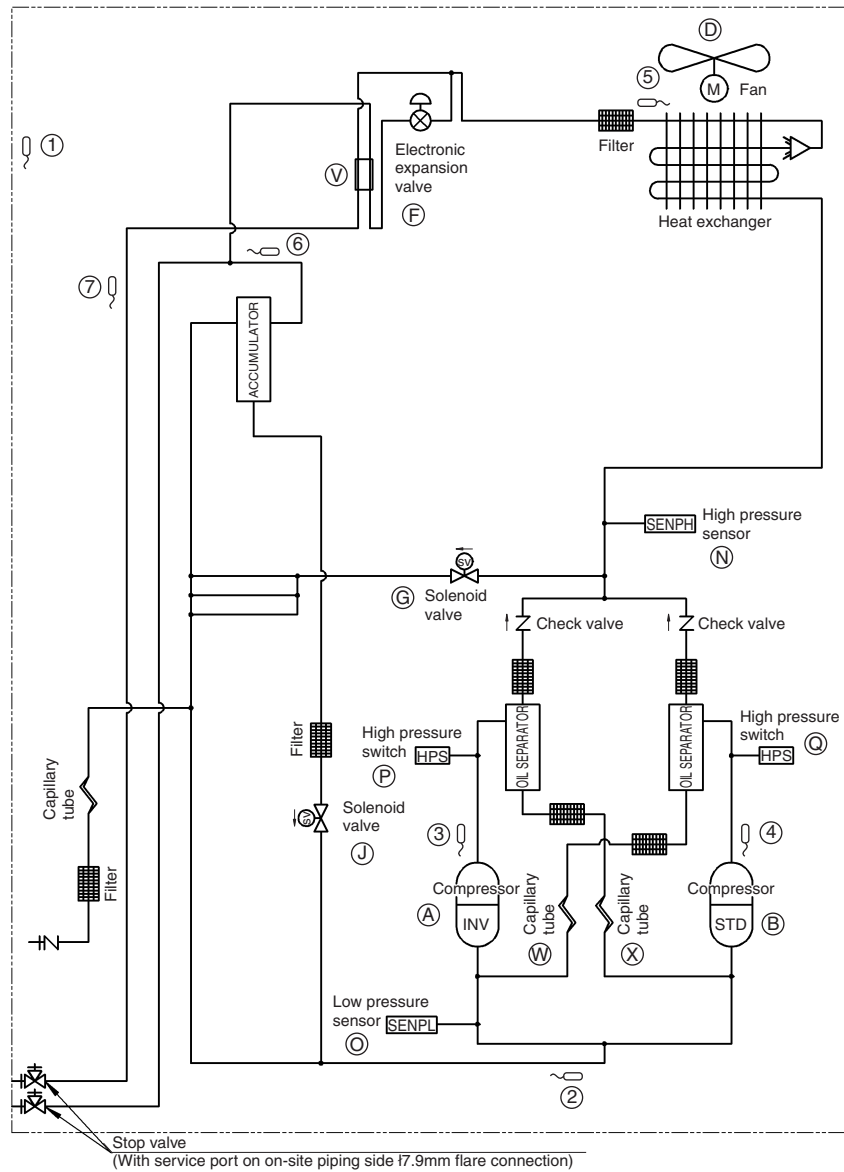 D
5
M
Fan
1
Filter
Electronic
expansion
valve
V
F
Heat exchanger
6
7
ACCUMULATOR
SENPH
High pressure
sensor
N
SV
G
Solenoid
valve
Check valve
Check valve
Filter
High pressure
switch
P
HPS
OIL SEPARATOR
OIL SEPARATOR
High pressure
switch
Q
HPS
Capillary
tube
SV
Solenoid
valve
J
3
4
Filter
Compressor
A
INV
Capillary
tube
W
Capillary
tube
X
Compressor
STD
B
Low pressure
sensor
O
SENPL
2
Stop valve
(With service port on on-site piping side ƚ7.9mm flare connection)